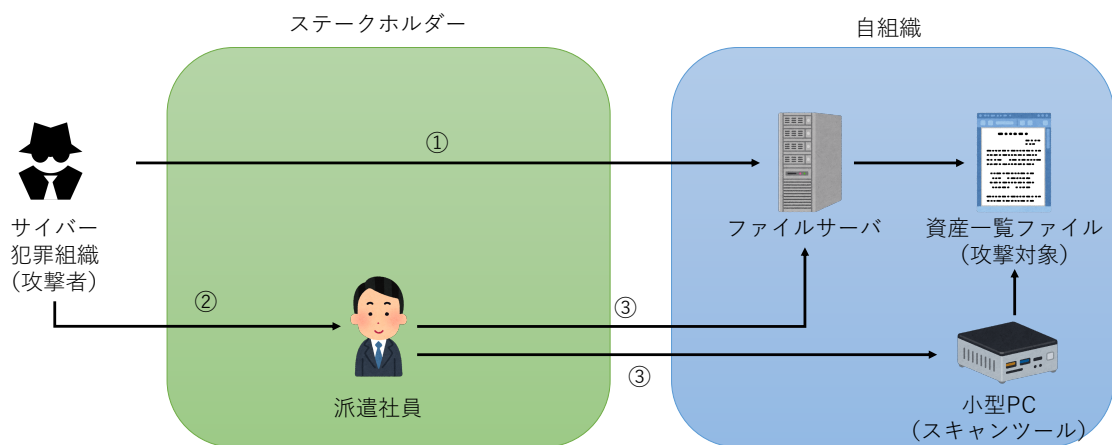 ステークホルダー
自組織
①
ファイルサーバ
資産一覧ファイル
(攻撃対象)
サイバー
犯罪組織
(攻撃者)
②
③
③
派遣社員
小型PC
(スキャンツール)